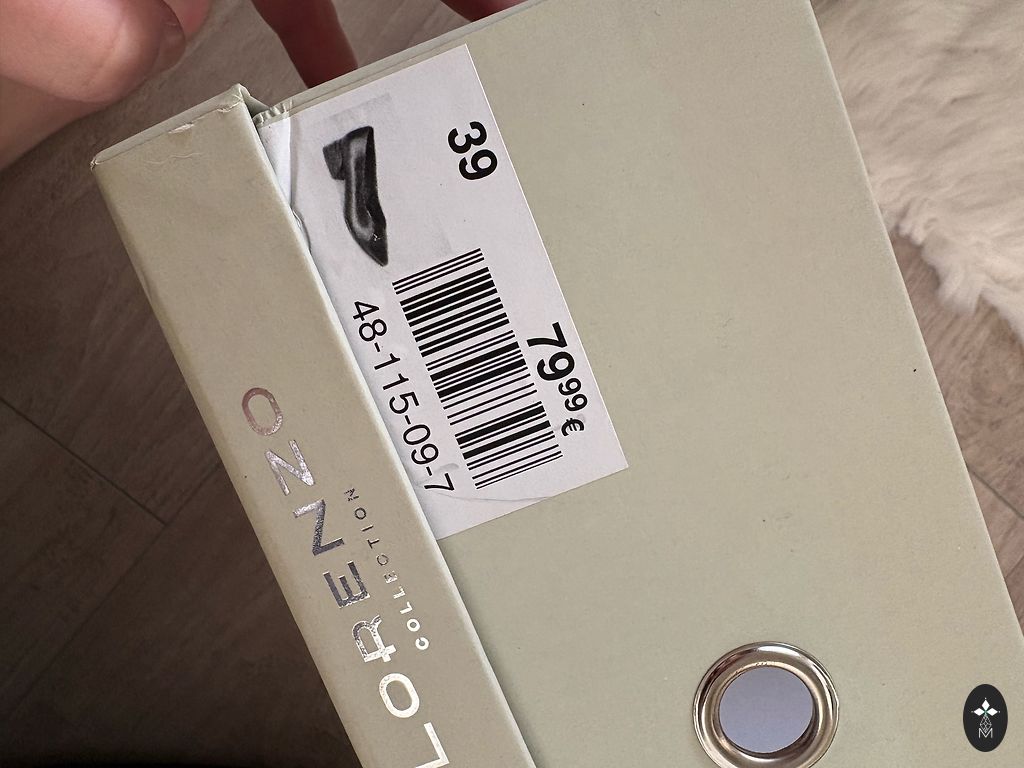 39
79 99 €
48-115-09-7
LORENZO
COLLECTION